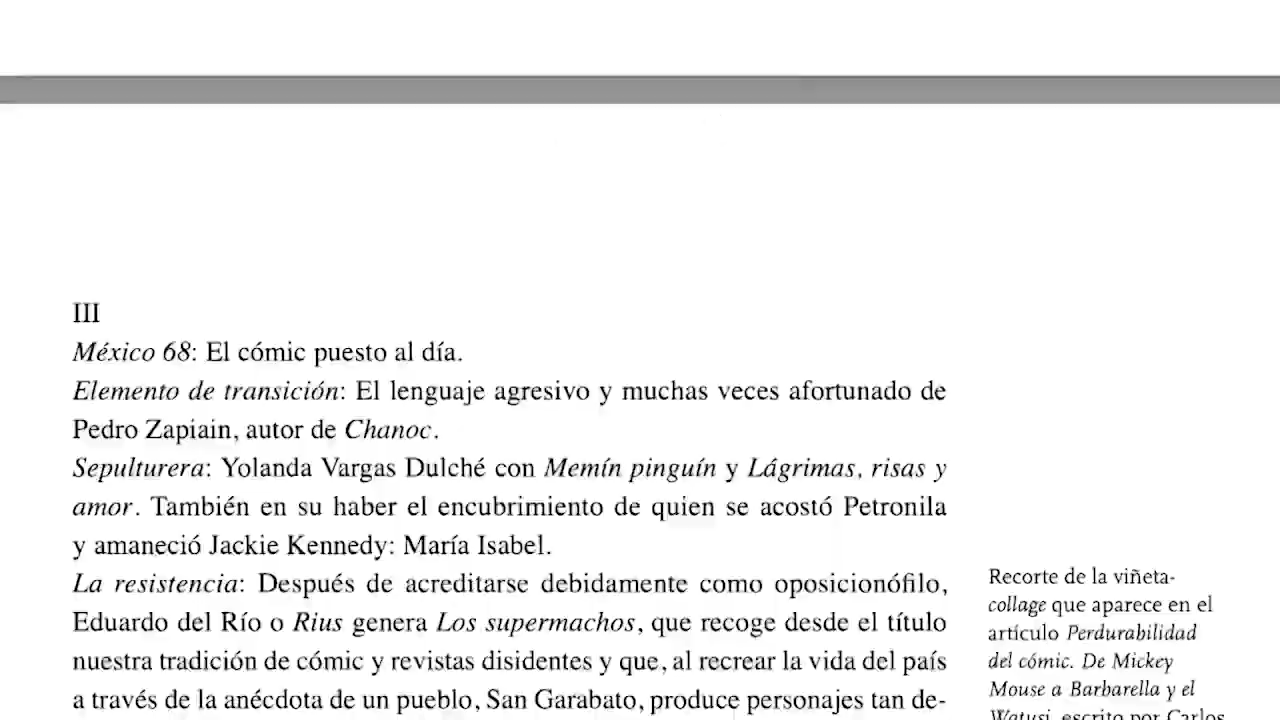 III
México 68: El cómic puesto al día.
Elemento de transición: El lenguaje agresivo y muchas veces afortunado de
Pedro Zapiain, autor de Chanoc.
Sepulturera: Yolanda Vargas Dulché con Memín pinguín y Lágrimas, risas y
amor. También en su haber el encubrimiento de quien se acostó Petronila
y amaneció Jackie Kennedy: María Isabel.
La resistencia: Después de acreditarse debidamente como oposicionófilo,
Eduardo del Río o Rius genera Los supermachos, que recoge desde el título
nuestra tradición de cómic y revistas disidentes y que, al recrear la vida del país
a través de la anécdota de un pueblo, San Garabato, produce personajes tan de-
Recorte de la viñeta-
collage que aparece en el
artículo Perdurabilidad
del cómic. De Mickey
Mouse a Barbarella y el
Watusi, escrito por Carlos